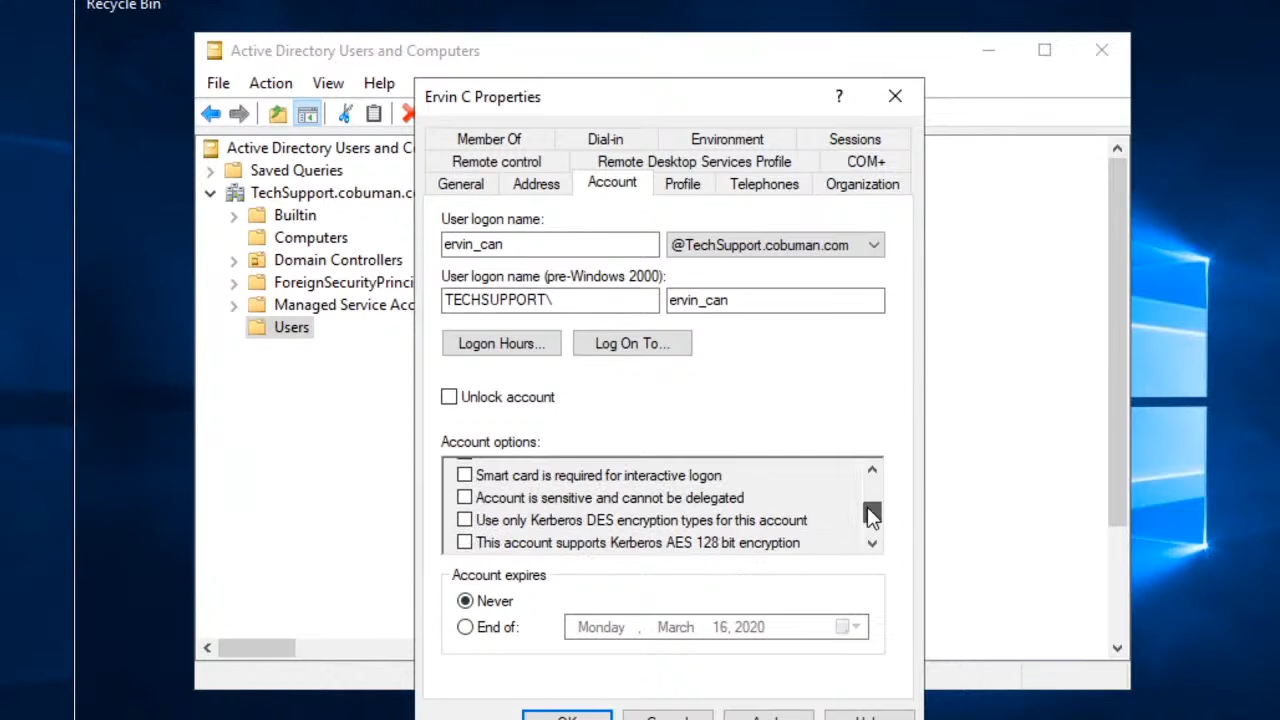 Recycle Bin
Active Directory Users and Computers
File Action View Help
Ervin C Properties
?
Member Of Dial-in Environment Sessions
Remote control Remote Desktop Services Profile COM+
General Address Account Profile Telephones Organization
Active Directory Users and C
Saved Queries
TechSupport.cobuman.c
Builtin
Computers
Domain Controllers
ForeignSecurityPrinci
Managed Service Acc
Users
User logon name:
ervin_can @TechSupport.cobuman.com
User logon name (pre-Windows 2000):
TECHSUPPORT\ ervin_can
Logon Hours... Log On To...
Unlock account
Account options:
Smart card is required for interactive logon
Account is sensitive and cannot be delegated
Use only Kerberos DES encryption types for this account
This account supports Kerberos AES 128 bit encryption
Account expires
Never
End of: Monday , March 16, 2020